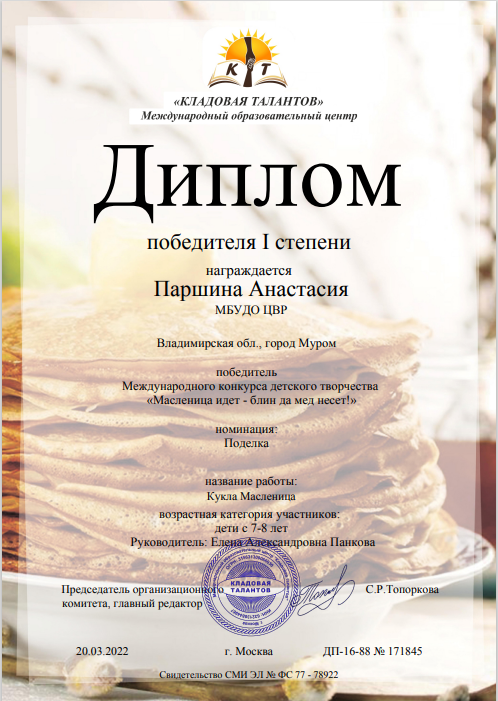 К Т
«КЛАДОВАЯ ТАЛАНТОВ»
Международный образовательный центр
Диплом
победителя I степени
награждается
Паршина Анастасия
МБУДО ЦВР
Владимирская обл., город Муром
победитель
Международного конкурса детского творчества
«Масленица идет - блин да мед несет!»
номинация:
Поделка
название работы:
Кукла Масленица
возрастная категория участников:
дети с 7-8 лет
Руководитель: Елена Александровна Панкова
КЛАДОВАЯ
ТАЛАНТОВ
Председатель организационного
комитета, главный редактор
С.Р.Топоркова
20.03.2022 г. Москва ДП-16-88 № 171845
Свидетельство СМИ ЭЛ № ФС 77 - 78922